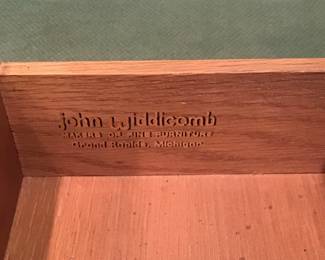 john widdicomb
MAKERS OF FINE FURNITURE
Grand Rapids, Michigan